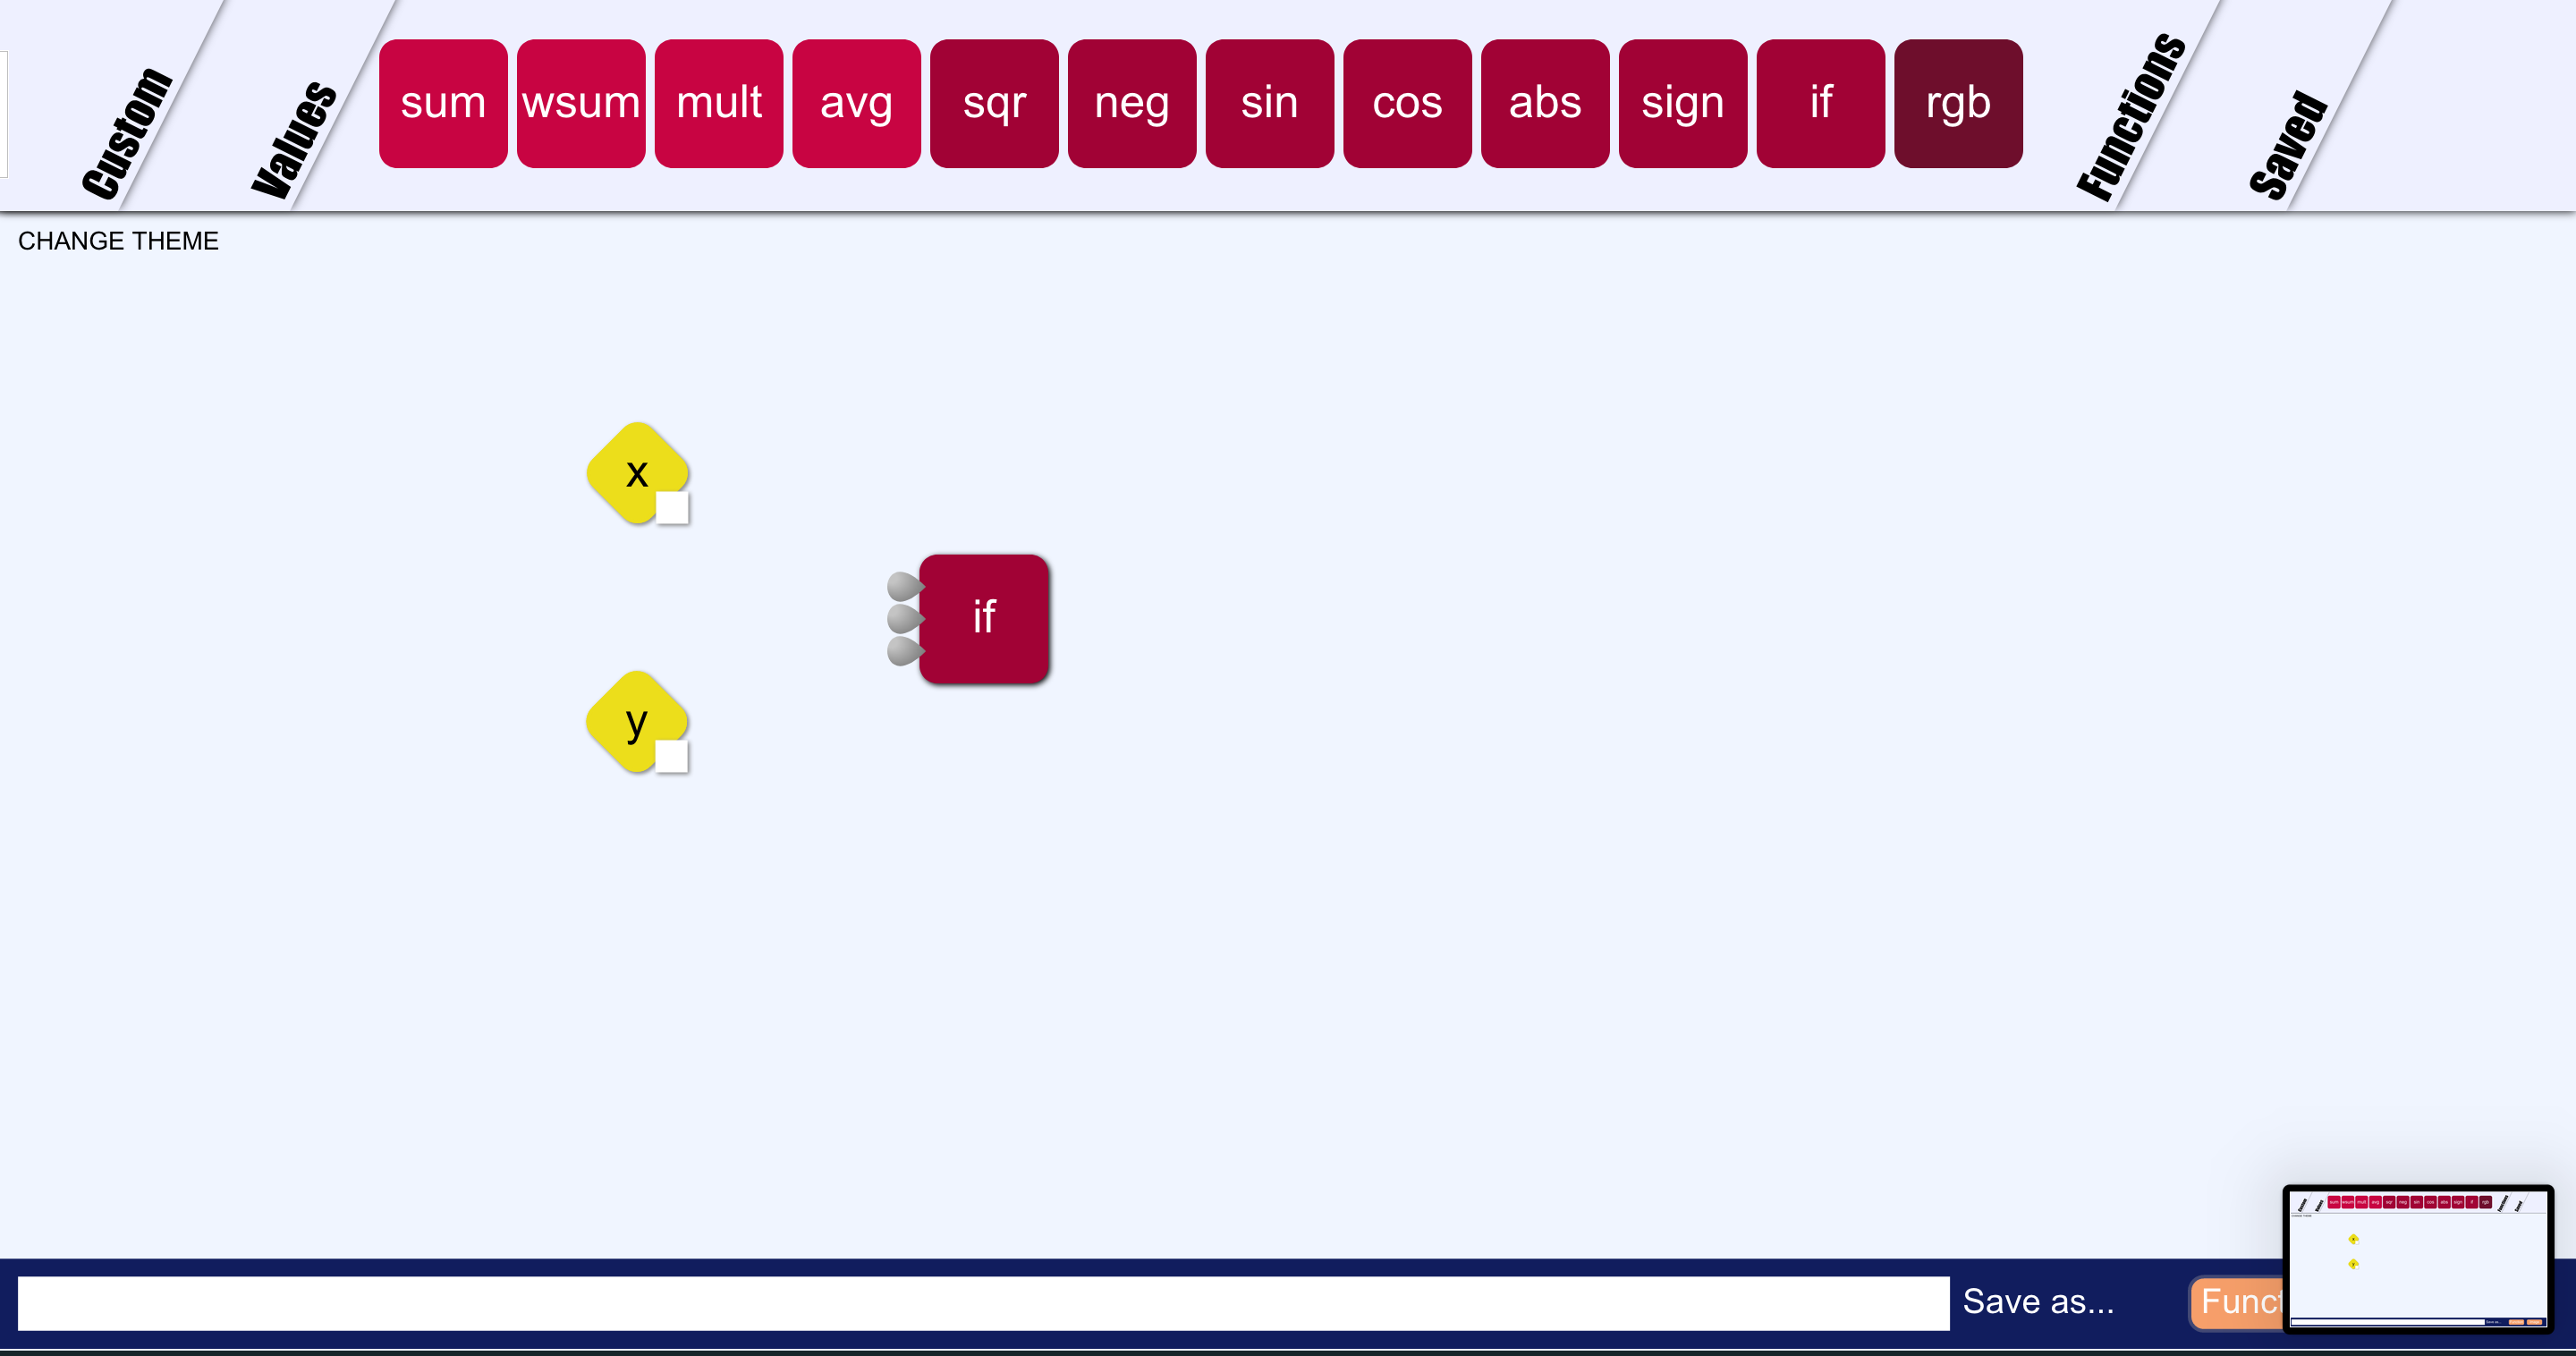 Custom
Values
sum wsum mult avg sqr neg sin cos abs sign if rgb
Functions
Saved
CHANGE THEME
x
if
y
Save as...
Funct